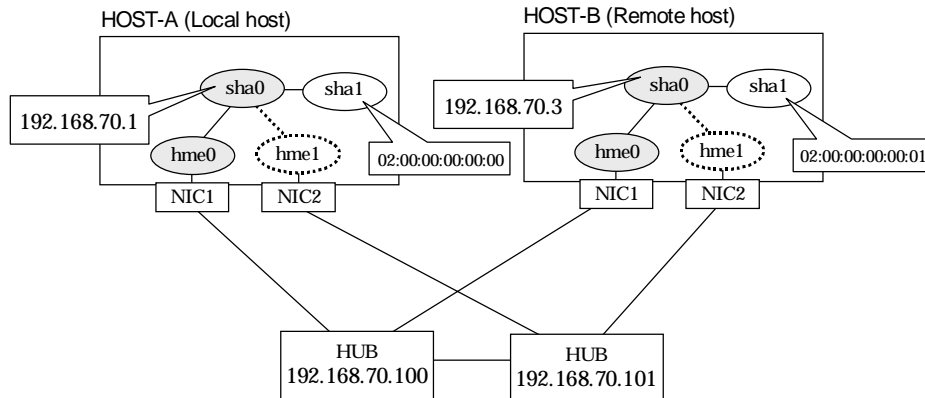 HOST-A (Local host)
HOST-B (Remote host)
sha0
sha1
192.168.70.1
hme0
hme1
02:00:00:00:00:00
NIC1
NIC2
sha0
sha1
192.168.70.3
hme0
hme1
02:00:00:00:00:01
NIC1
NIC2
HUB
192.168.70.100
HUB
192.168.70.101